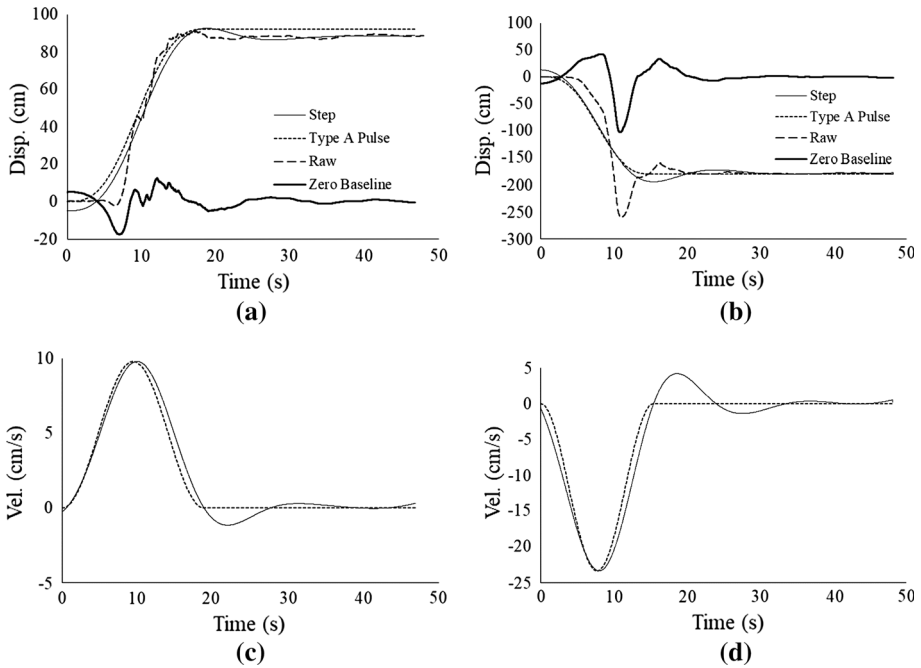 100
80
60
40
20
0
-20
Disp. (cm)
Step
Type A Pulse
Raw
Zero Baseline
0 10 20 30 40 50
Time (s)
(a)
100
50
0
-50
-100
-150
-200
-250
-300
Disp. (cm)
Step
Type A Pulse
Raw
Zero Baseline
0 10 20 30 40 50
Time (s)
(b)
10
5
0
-5
Vel. (cm/s)
0 10 20 30 40 50
Time (s)
(c)
5
0
-5
-10
-15
-20
-25
Vel. (cm/s)
0 10 20 30 40 50
Time (s)
(d)